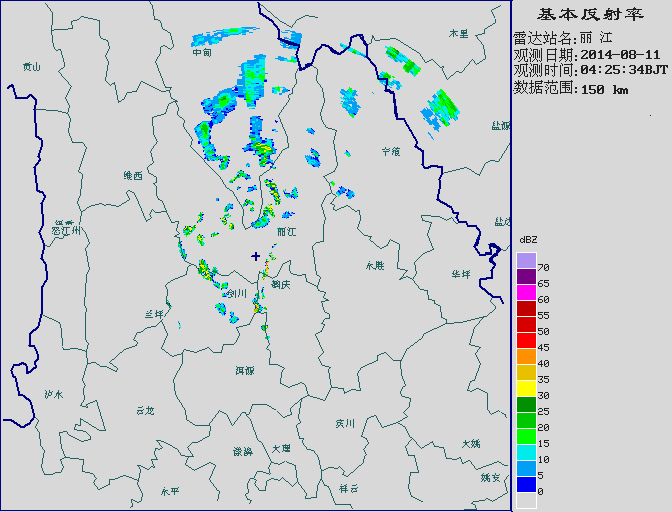 基本反射率
雷达站名:丽 江
观测日期:2014-08-11
观测时间:04:25:34BJT
数据范围:150 km
dBZ
70
65
60
55
50
45
40
35
30
25
20
15
10
5
0
中甸
木里
贡山
盐源
宁蒗
维西
怒江州
丽江
盐边
永胜
华坪
剑川
鹤庆
兰坪
洱源
泸水
云龙
宾川
漾濞
大理
大姚
永平
祥云
姚安